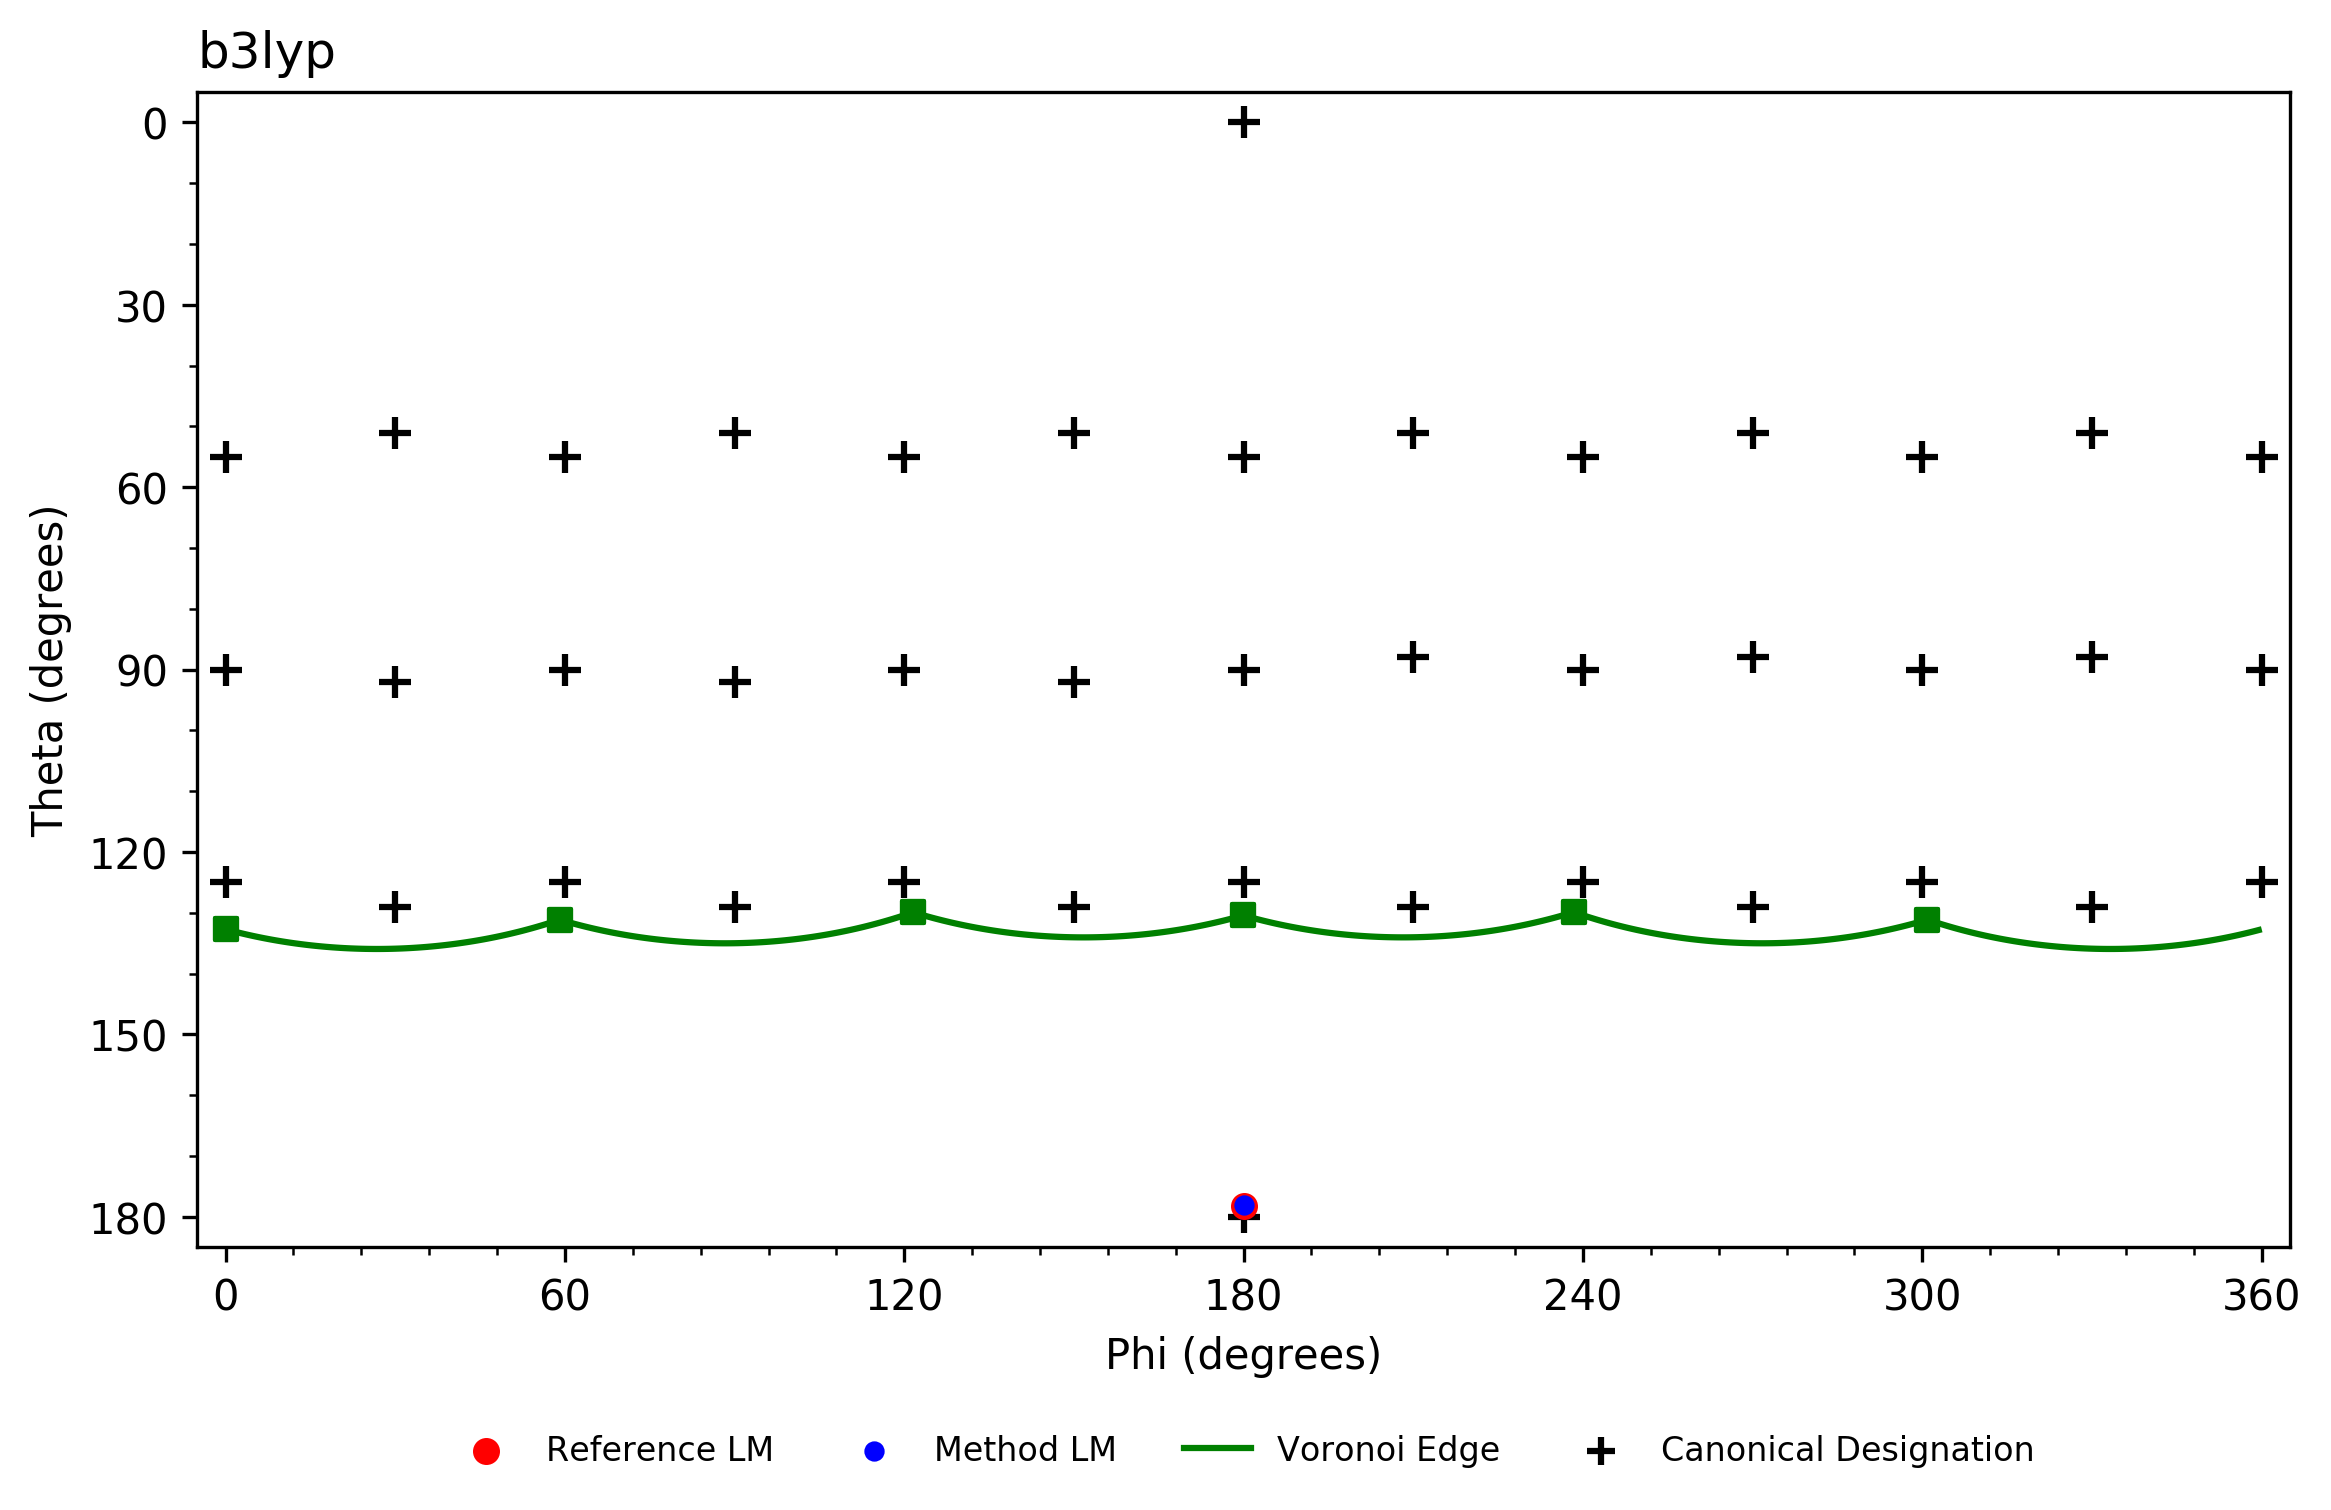 b3lyp
0
30
60
90
120
150
180
Theta (degrees)
0 60 120 180 240 300 360
Phi (degrees)
Reference LM Method LM Voronoi Edge Canonical Designation